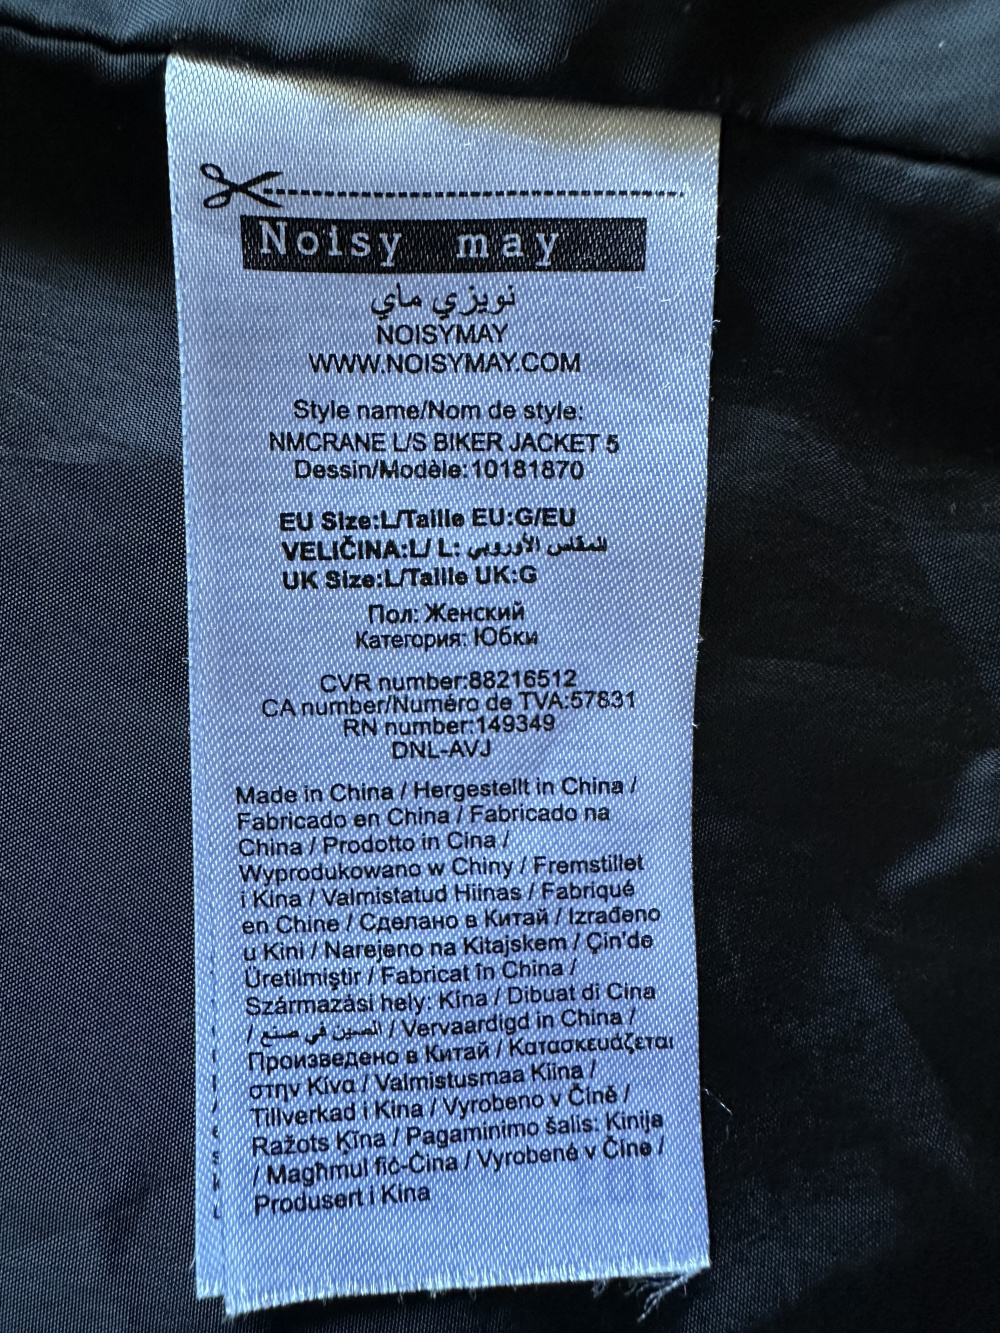 Noisy may
نويزي ماي
NOISYMAY
WWW.NOISYMAY.COM
Style name/Nom de style:
NMCRANE L/S BIKER JACKET 5
Dessin/Modèle:10181870
EU Size:L/Taille EU:G/EU
VELIČINA:L/ L: المقاس الأوروبي
UK Size:L/Taille UK:G
Пол: Женский
Категория: Юбки
CVR number:88216512
CA number/Numéro de TVA:57831
RN number:149349
DNL-AVJ
Made in China / Hergestellt in China /
Fabricado en China / Fabricado na
China / Prodotto in Cina /
Wyprodukowano w Chiny / Fremstillet
i Kina / Valmistatud Hiinas / Fabriqué
en Chine / Сделано в Китай / Izrađeno
u Kini / Narejeno na Kitajskem / Çin'de
Üretilmiştir / Fabricat în China /
Származási hely: Kína / Dibuat di Cina
/ الصين في صنع / Vervaardigd in China /
Произведено в Китай / Κατασκευάζεται
στην Κίνα / Valmistusmaa Kiina /
Tillverkad i Kina / Vyrobeno v Číně /
Ražots Ķīna / Pagaminimo šalis: Kinija
/ Magħmul fiċ-Ċina / Vyrobené v Číne /
Produsert i Kina